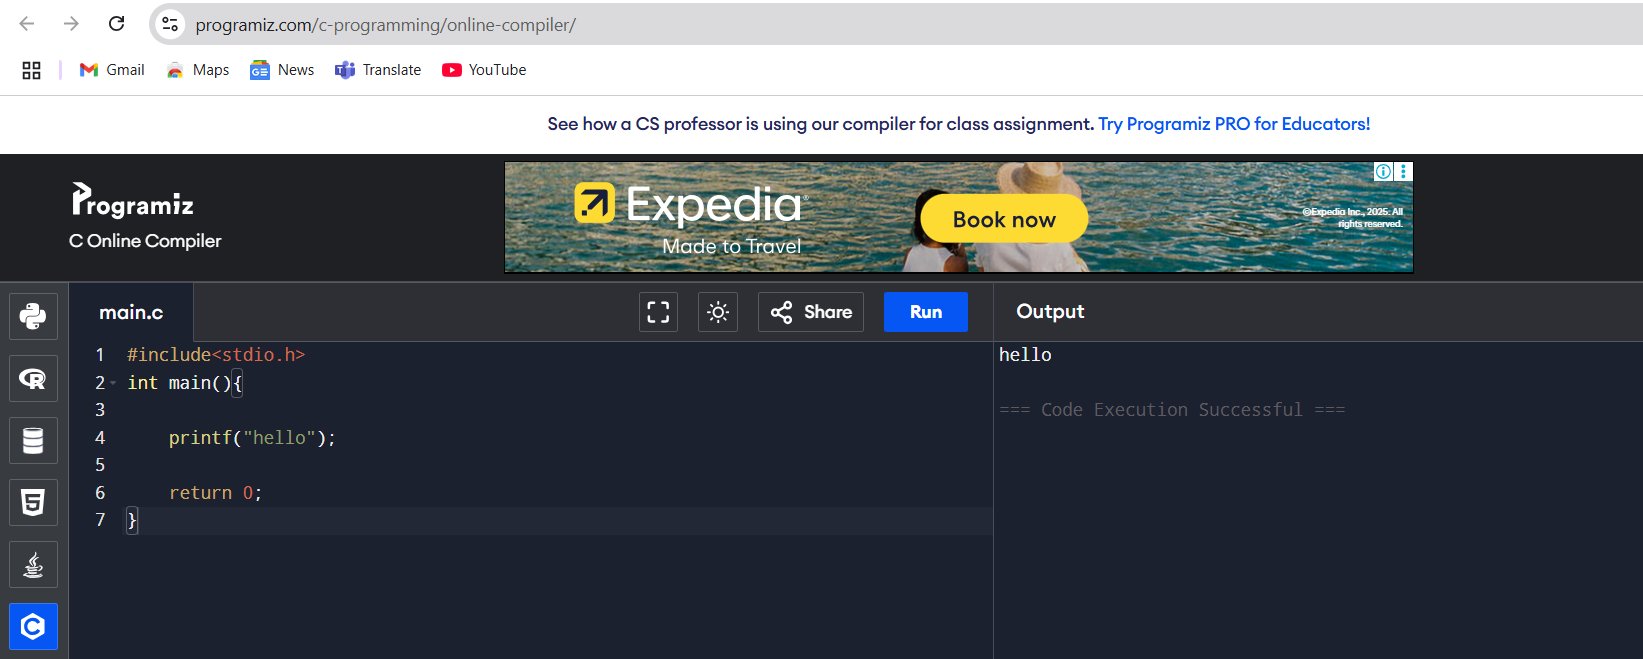 programiz.com/c-programming/online-compiler/
Gmail Maps News Translate YouTube
See how a CS professor is using our compiler for class assignment. Try Programiz PRO for Educators!
Programiz
C Online Compiler
Expedia
Made to Travel
Book now
©Expedia Inc., 2025. All
rights reserved.
main.c
Share
Run
Output
1 #include<stdio.h>
2 int main(){
3
4 printf("hello");
5
6 return 0;
7 }
hello
=== Code Execution Successful ===